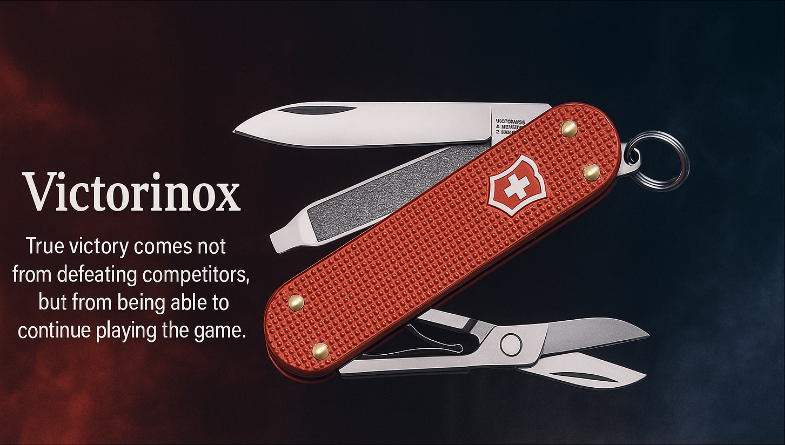 Victorinox
True victory comes not
from defeating competitors,
but from being able to
continue playing the game.